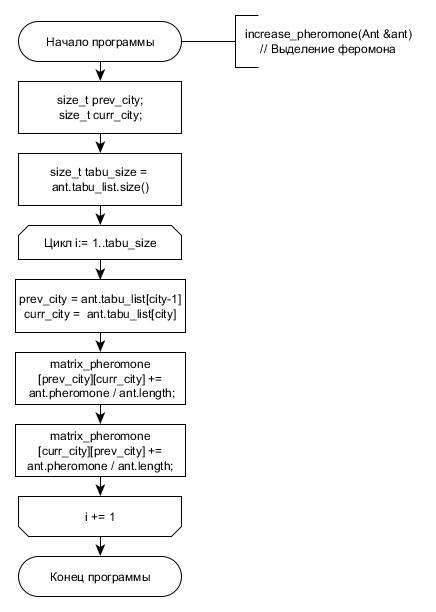 Начало программы
increase_pheromone(Ant &ant)
// Выделение феромона
size_t prev_city;
size_t curr_city;
size_t tabu_size =
ant.tabu_list.size()
Цикл i:= 1..tabu_size
prev_city = ant.tabu_list[city-1]
curr_city = ant.tabu_list[city]
matrix_pheromone
[prev_city][curr_city] +=
ant.pheromone / ant.length;
matrix_pheromone
[curr_city][prev_city] +=
ant.pheromone / ant.length;
i += 1
Конец программы